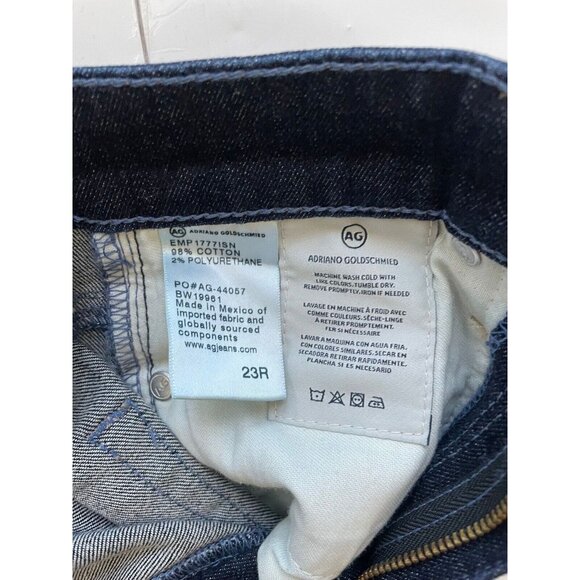 AG ADRIANO GOLDSCHMIED
EMP1777ISN
98% COTTON
2% POLYURETHANE
PO#AG-44057
BW19961
Made in Mexico of
imported fabric and
globally sourced
components
www.agjeans.com
23R
AG
ADRIANO GOLDSCHMIED
MACHINE WASH COLD WITH
LIKE COLORS. TUMBLE DRY.
REMOVE PROMPTLY. IRON IF NEEDED
LAVAGE EN MACHINE À FROID AVEC
COMME COULEURS. SÈCHE-LINGE
À RETIRER PROMPTEMENT.
FER SI NÉCESSAIRE
LAVAR A MAQUINA CON AGUA FRIA.
CON COLORES SIMILARES. SECAR EN
SECADORA RETIRAR RAPIDAMENTE.
PLANCHA SI ES NECESARIO